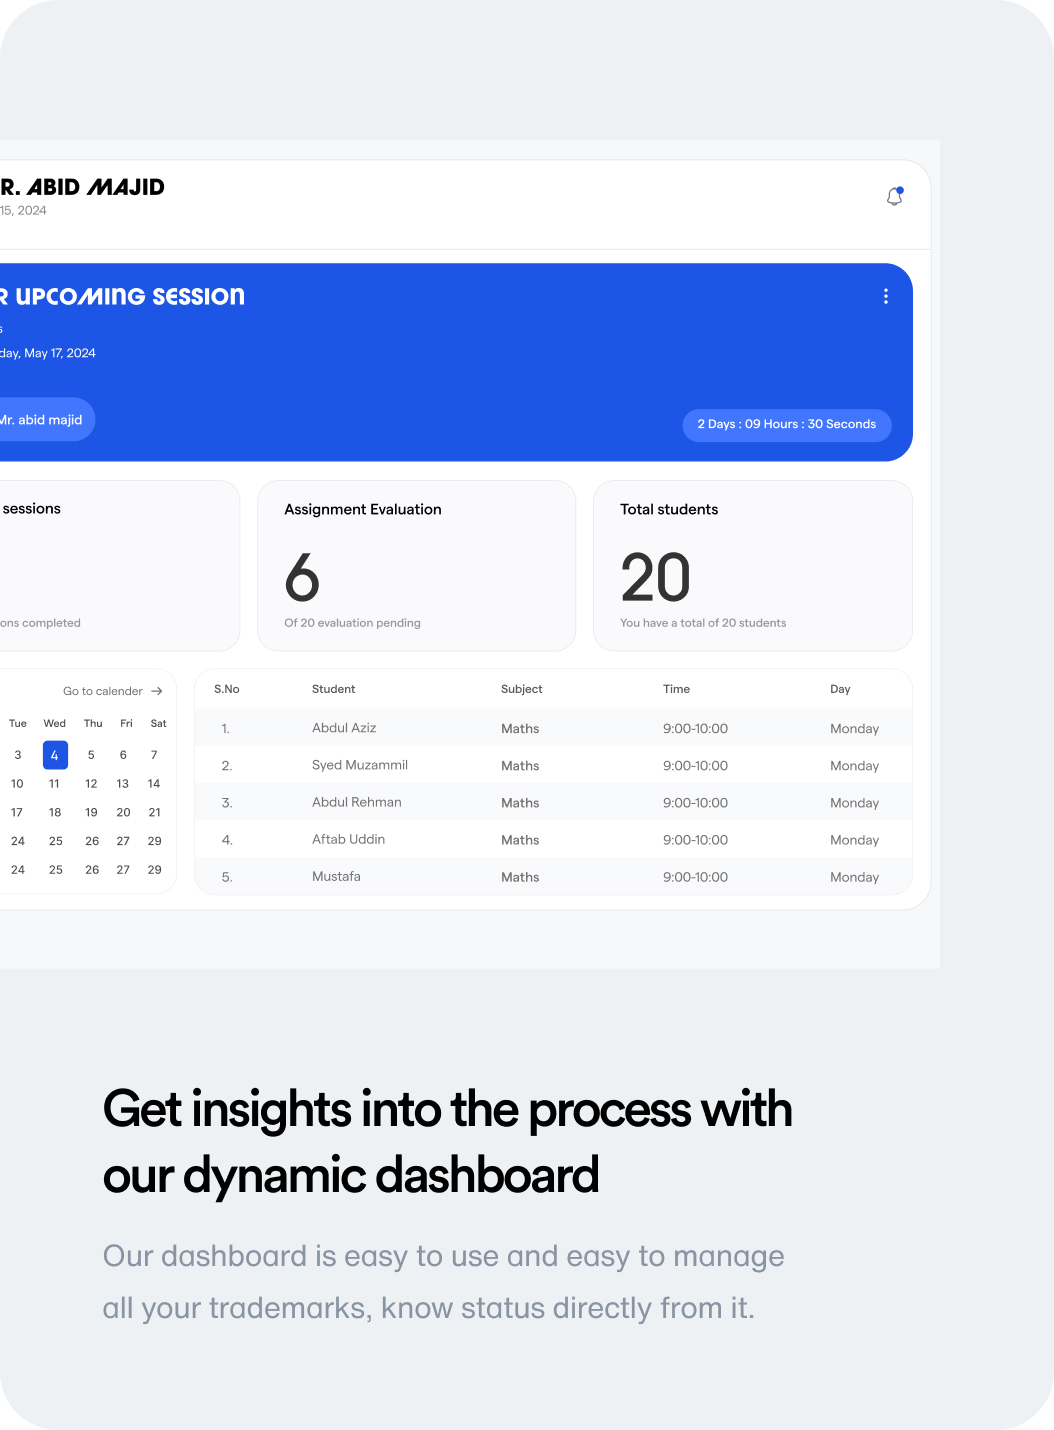 R. ABID MAJID
15, 2024
R UPCOMING SESSION
s
day, May 17, 2024
Mr. abid majid
2 Days : 09 Hours : 30 Seconds
sessions
ons completed
Assignment Evaluation
6
Of 20 evaluation pending
Total students
20
You have a total of 20 students
Go to calender →
Tue Wed Thu Fri Sat
3 4 5 6 7
10 11 12 13 14
17 18 19 20 21
24 25 26 27 29
24 25 26 27 29
S.No Student Subject Time Day
1. Abdul Aziz Maths 9:00-10:00 Monday
2. Syed Muzammil Maths 9:00-10:00 Monday
3. Abdul Rehman Maths 9:00-10:00 Monday
4. Aftab Uddin Maths 9:00-10:00 Monday
5. Mustafa Maths 9:00-10:00 Monday
Get insights into the process with
our dynamic dashboard
Our dashboard is easy to use and easy to manage
all your trademarks, know status directly from it.